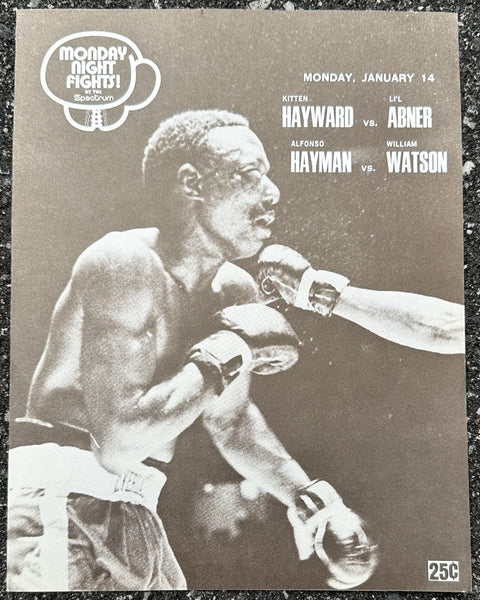 MONDAY
NIGHT
FIGHTS!
AT THE
Spectrum
MONDAY, JANUARY 14
KITTEN
HAYWARD vs.
LI'L
ABNER
ALFONSO
HAYMAN vs.
WILLIAM
WATSON
EVERLAST
25¢